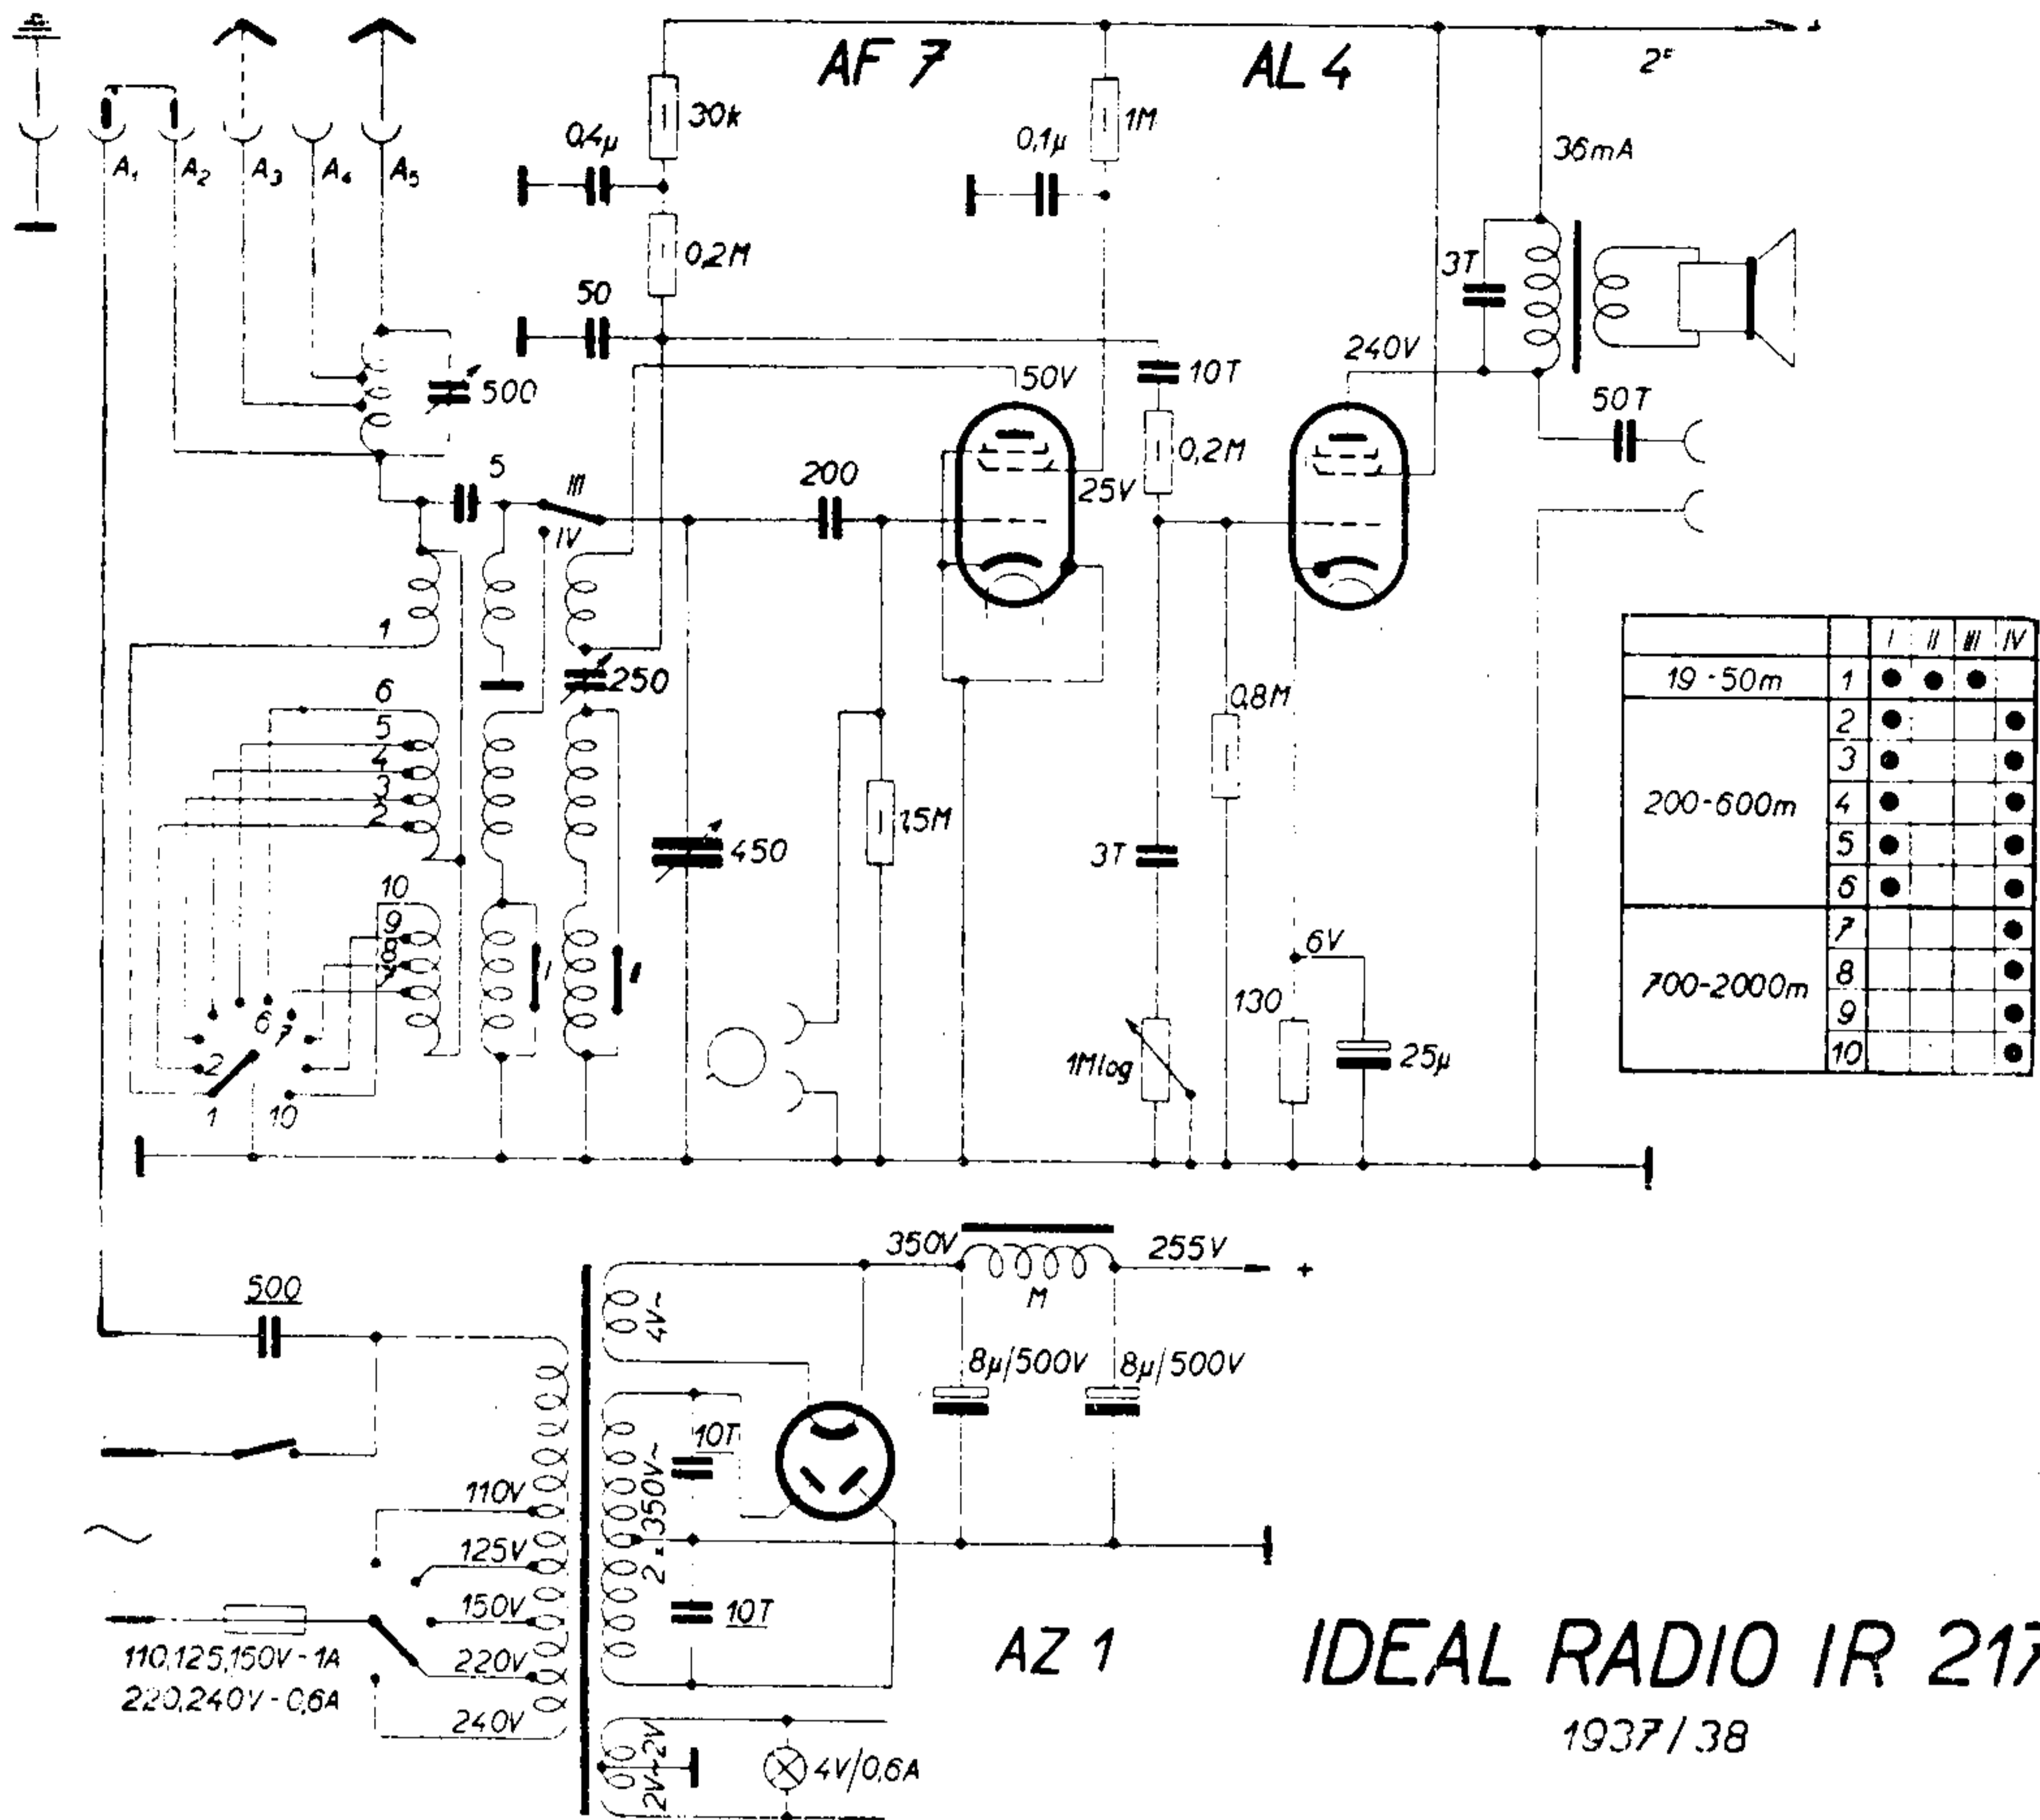 AF 7
AL 4
2
A₁
A₂
A₃
A₄
A₅
30k
0,4µ
0,2M
50
500
1M
0,1µ
36mA
3T
240V
50T
50V
10T
0,2M
25V
5
III
IV
200
1
6
5
4
3
2
250
450
1,5M
0,8M
3T
10
9
8
7
I
6
7
2
1
10
1Mlog
130
6V
25µ
I II III IV
19-50m 1
200-600m
2
3
4
5
6
700-2000m
7
8
9
10
500
350V
M
255V
+
4V~
8µ/500V
8µ/500V
10T
2×350V~
10T
110V
125V
150V
220V
240V
110,125,150V-1A
220,240V-0,6A
2V~2V
4V/0,6A
AZ 1
IDEAL RADIO IR 217
1937/38